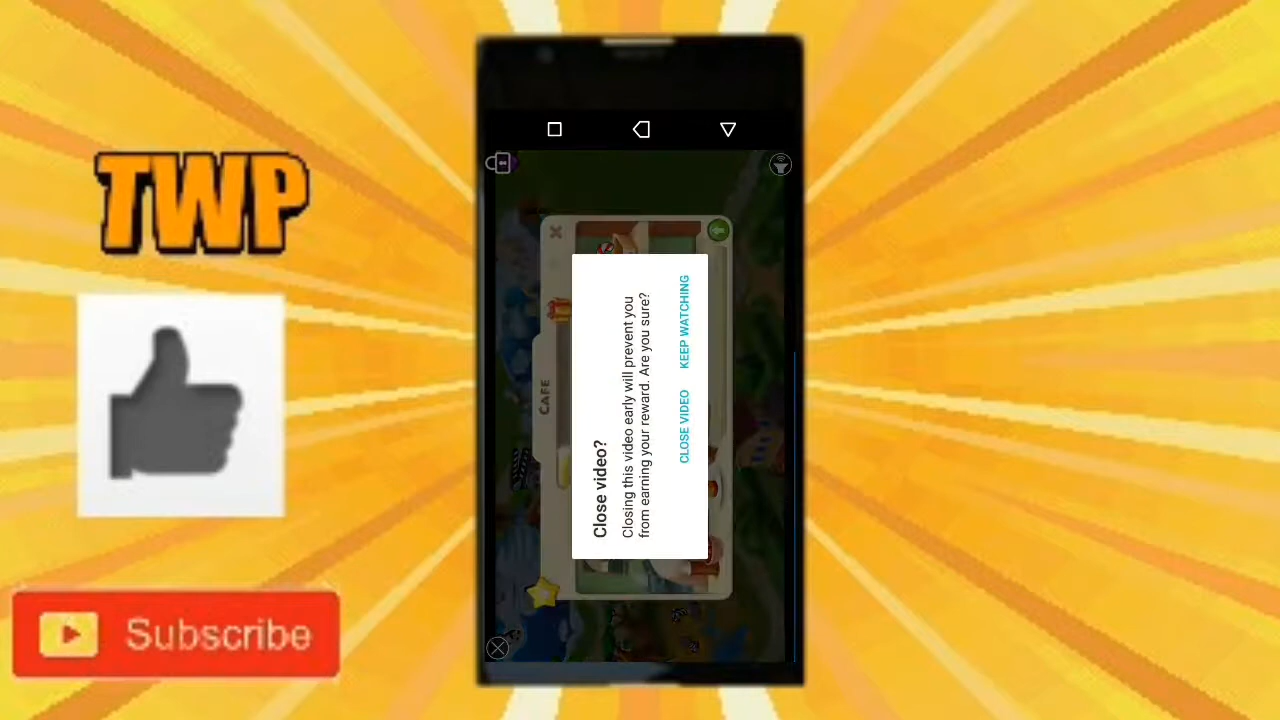 TWP
Subscribe
CAFE
Close video?
Closing this video early will prevent you
from earning your reward. Are you sure?
CLOSE VIDEO KEEP WATCHING